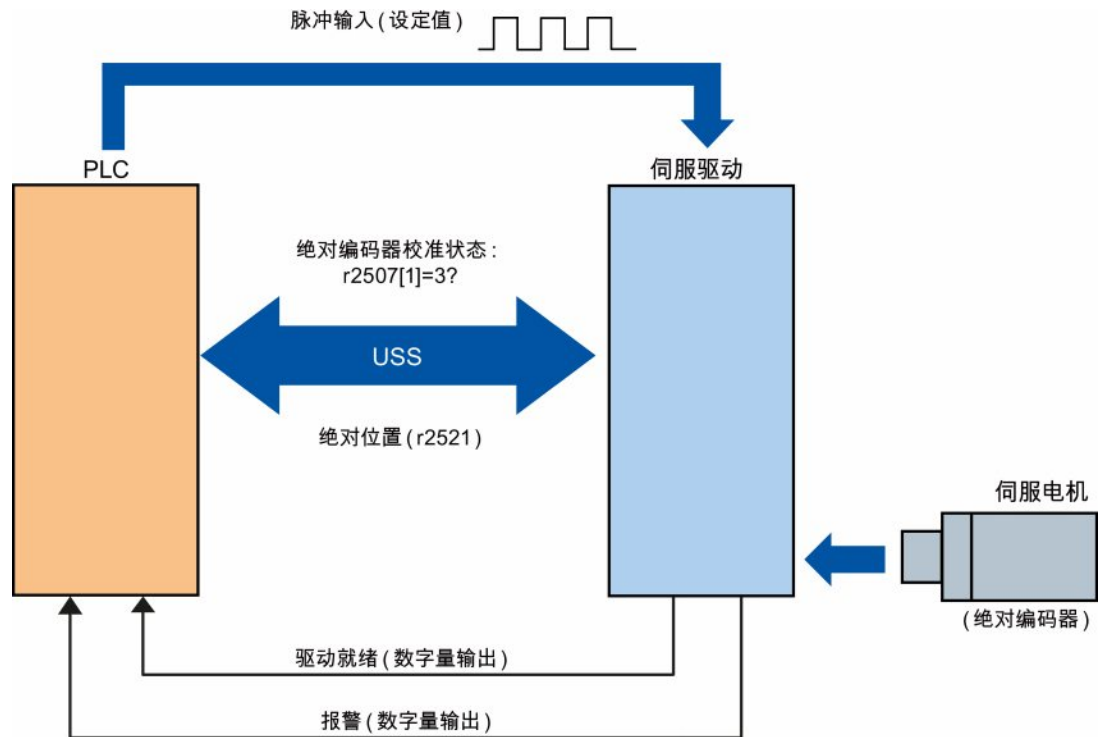 脉冲输入(设定值)
PLC
伺服驱动
绝对编码器校准状态:
r2507[1]=3?
USS
绝对位置(r2521)
伺服电机
(绝对编码器)
驱动就绪(数字量输出)
报警(数字量输出)